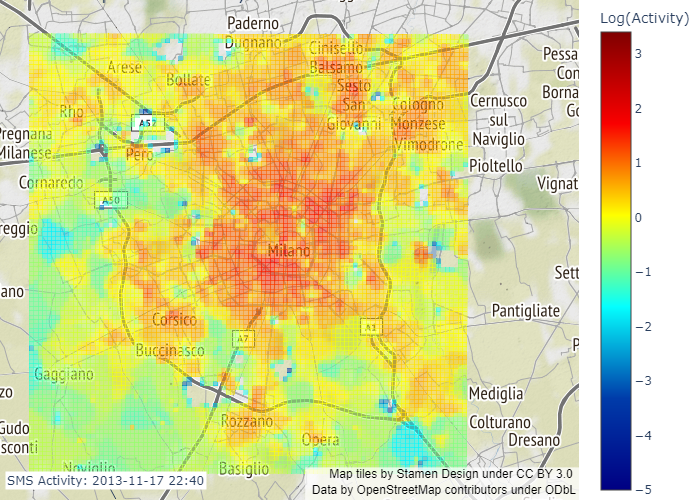 Log(Activity)
3
2
1
0
−1
−2
−3
−4
−5
Paderno
Dugnano
Cinisello
Balsamo
Arese
Bollate
Sesto
San
Giovanni
Cologno
Monzese
Vimodrone
Cernusco
sul
Naviglio
Pioltello
Pessa
Con
Borna
Go
Rho
A52
Pero
Pregnana
Milanese
Cornaredo
A50
Vignat
reggio
Milano
Sett
ano
Corsico
A7
A1
Pantigliate
Buccinasco
P
Gaggiano
zo
Mediglia
Rozzano
Colturano
Gudo
Dresano
sconti
Opera
Noviglio
Basiglio
SMS Activity: 2013-11-17 22:40
Map tiles by Stamen Design under CC BY 3.0
Data by OpenStreetMap contributors under ODbL